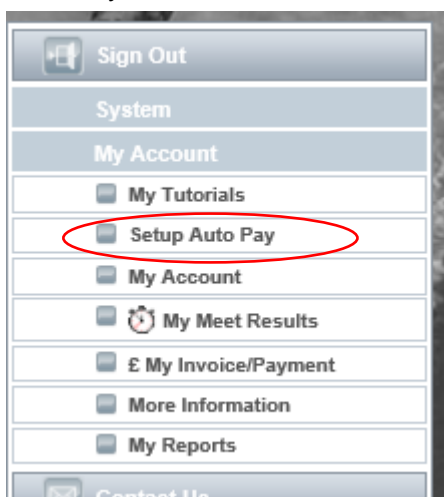 Sign Out
System
My Account
My Tutorials
Setup Auto Pay
My Account
My Meet Results
£ My Invoice/Payment
More Information
My Reports
Contact Us